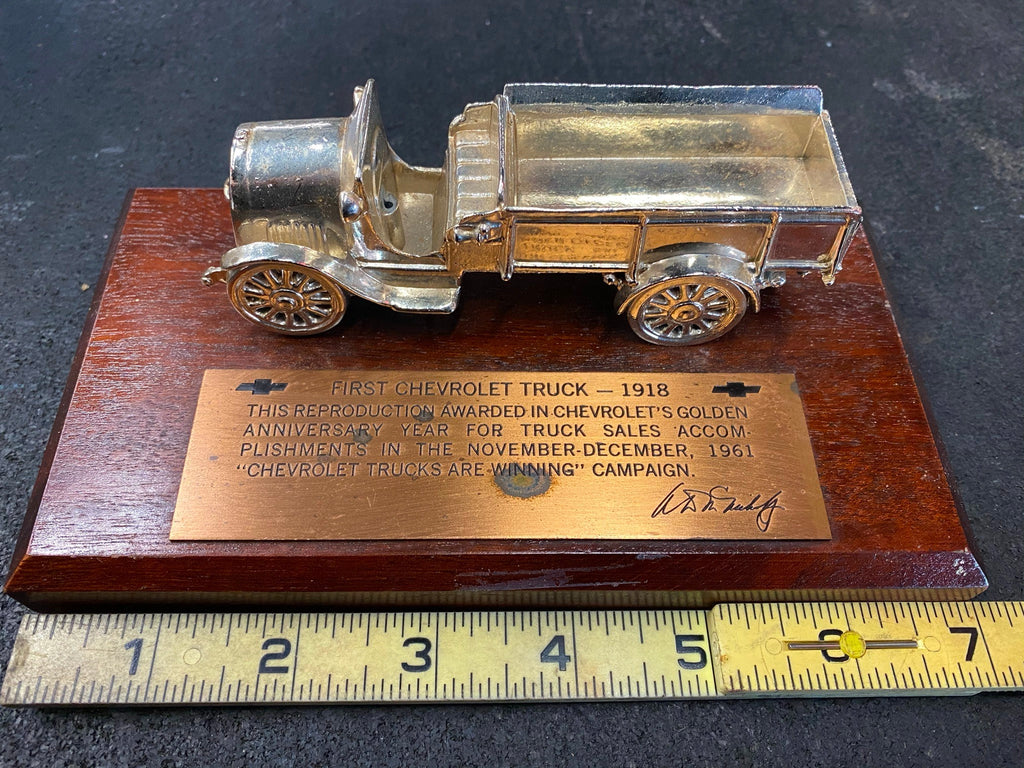 FIRST CHEVROLET TRUCK — 1918
THIS REPRODUCTION AWARDED IN CHEVROLET'S GOLDEN
ANNIVERSARY YEAR FOR TRUCK SALES ACCOM-
PLISHMENTS IN THE NOVEMBER-DECEMBER, 1961
"CHEVROLET TRUCKS ARE WINNING" CAMPAIGN.
1 2 3 4 5 6 7